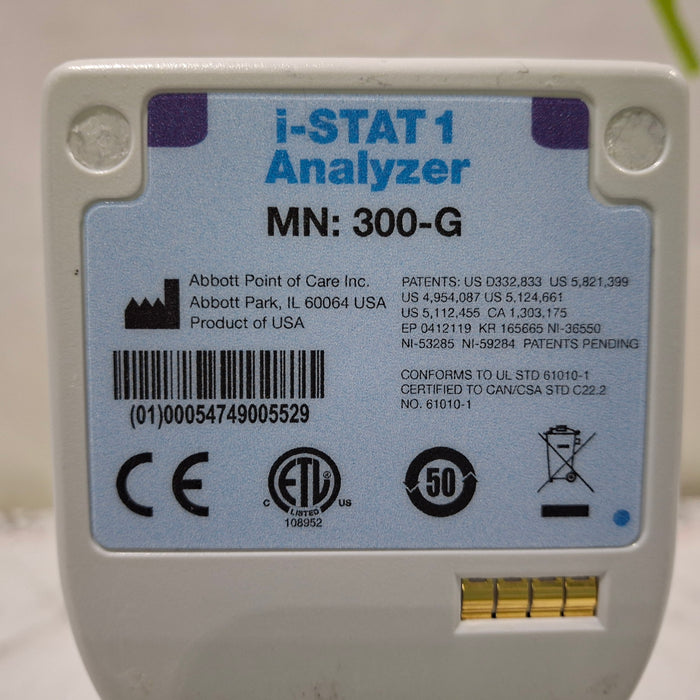 i-STAT 1
Analyzer
MN: 300-G
Abbott Point of Care Inc.
Abbott Park, IL 60064 USA
Product of USA
PATENTS: US D332,833 US 5,821,399
US 4,954,087 US 5,124,661
US 5,112,455 CA 1,303,175
EP 0412119 KR 165665 NI-36550
NI-53285 NI-59284 PATENTS PENDING
CONFORMS TO UL STD 61010-1
CERTIFIED TO CAN/CSA STD C22.2
NO. 61010-1
(01)00054749005529
CE
ETL ®
C US
LISTED
108952
50